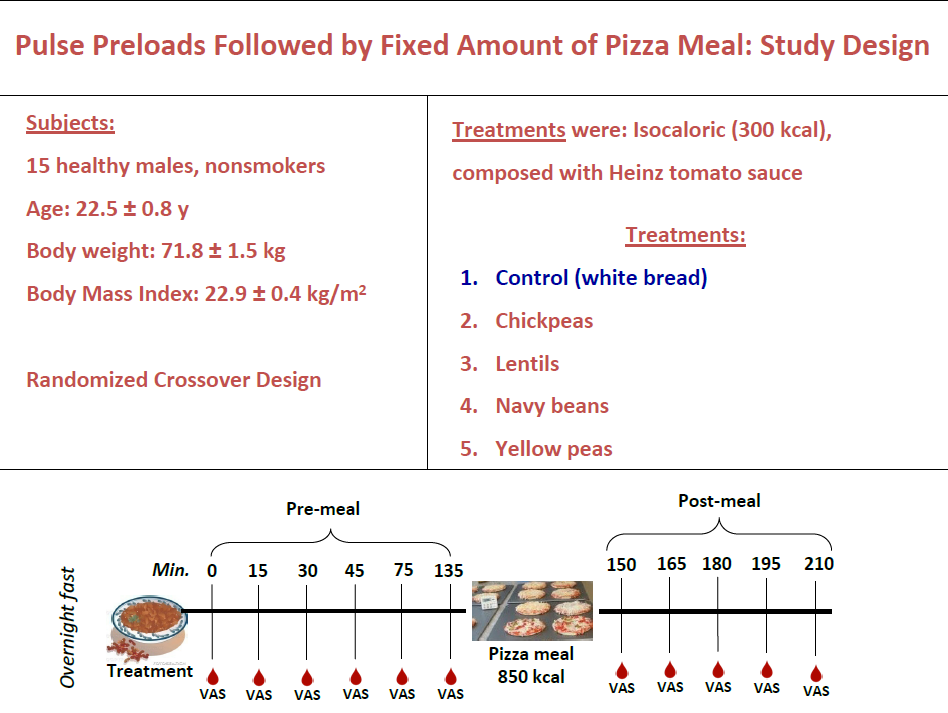 Pulse Preloads Followed by Fixed Amount of Pizza Meal: Study Design
Subjects:
15 healthy males, nonsmokers
Age: 22.5 ± 0.8 y
Body weight: 71.8 ± 1.5 kg
Body Mass Index: 22.9 ± 0.4 kg/m²
Randomized Crossover Design
Treatments were: Isocaloric (300 kcal),
composed with Heinz tomato sauce
Treatments:
1. Control (white bread)
2. Chickpeas
3. Lentils
4. Navy beans
5. Yellow peas
Pre-meal
Post-meal
Min. 0 15 30 45 75 135
150 165 180 195 210
Overnight fast
Treatment
Pizza meal
850 kcal
VAS VAS VAS VAS VAS VAS
VAS VAS VAS VAS VAS